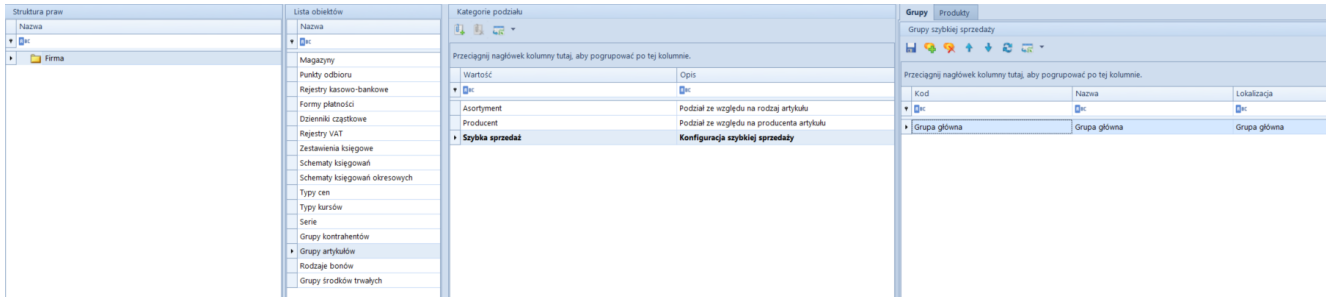 Struktura praw
Nazwa
Firma
Lista obiektów
Nazwa
Magazyny
Punkty odbioru
Rejestry kasowo-bankowe
Formy płatności
Dzienniki cząstkowe
Rejestry VAT
Zestawienia księgowe
Schematy księgowań
Schematy księgowań okresowych
Typy cen
Typy kursów
Serie
Grupy kontrahentów
Grupy artykułów
Rodzaje bonów
Grupy środków trwałych
Kategorie podziału
Przeciągnij nagłówek kolumny tutaj, aby pogrupować po tej kolumnie.
Wartość Opis
Asortyment Podział ze względu na rodzaj artykułu
Producent Podział ze względu na producenta artykułu
Szybka sprzedaż Konfiguracja szybkiej sprzedaży
Grupy Produkty
Grupy szybkiej sprzedaży
Przeciągnij nagłówek kolumny tutaj, aby pogrupować po tej kolumnie.
Kod Nazwa Lokalizacja
Grupa główna Grupa główna Grupa główna